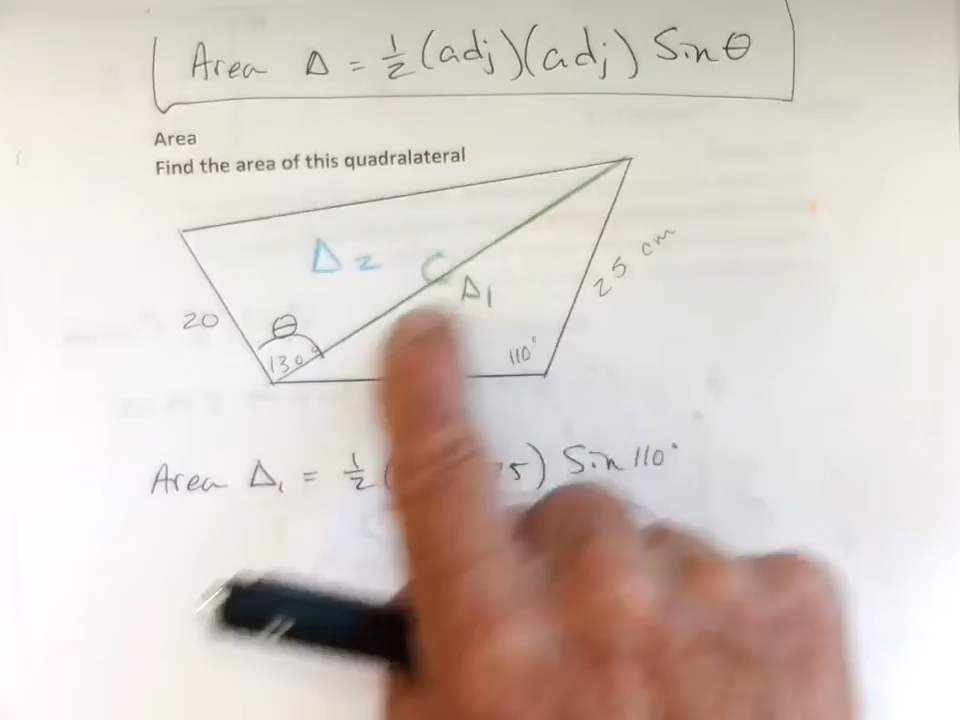 Area Δ = ½ (adj)(adj) Sin θ
Area
Find the area of this quadralateral
Δ 2
C
Δ1
25 cm
20
θ
130°
110°
Area Δ₁ = ½ ( 5) Sin 110°